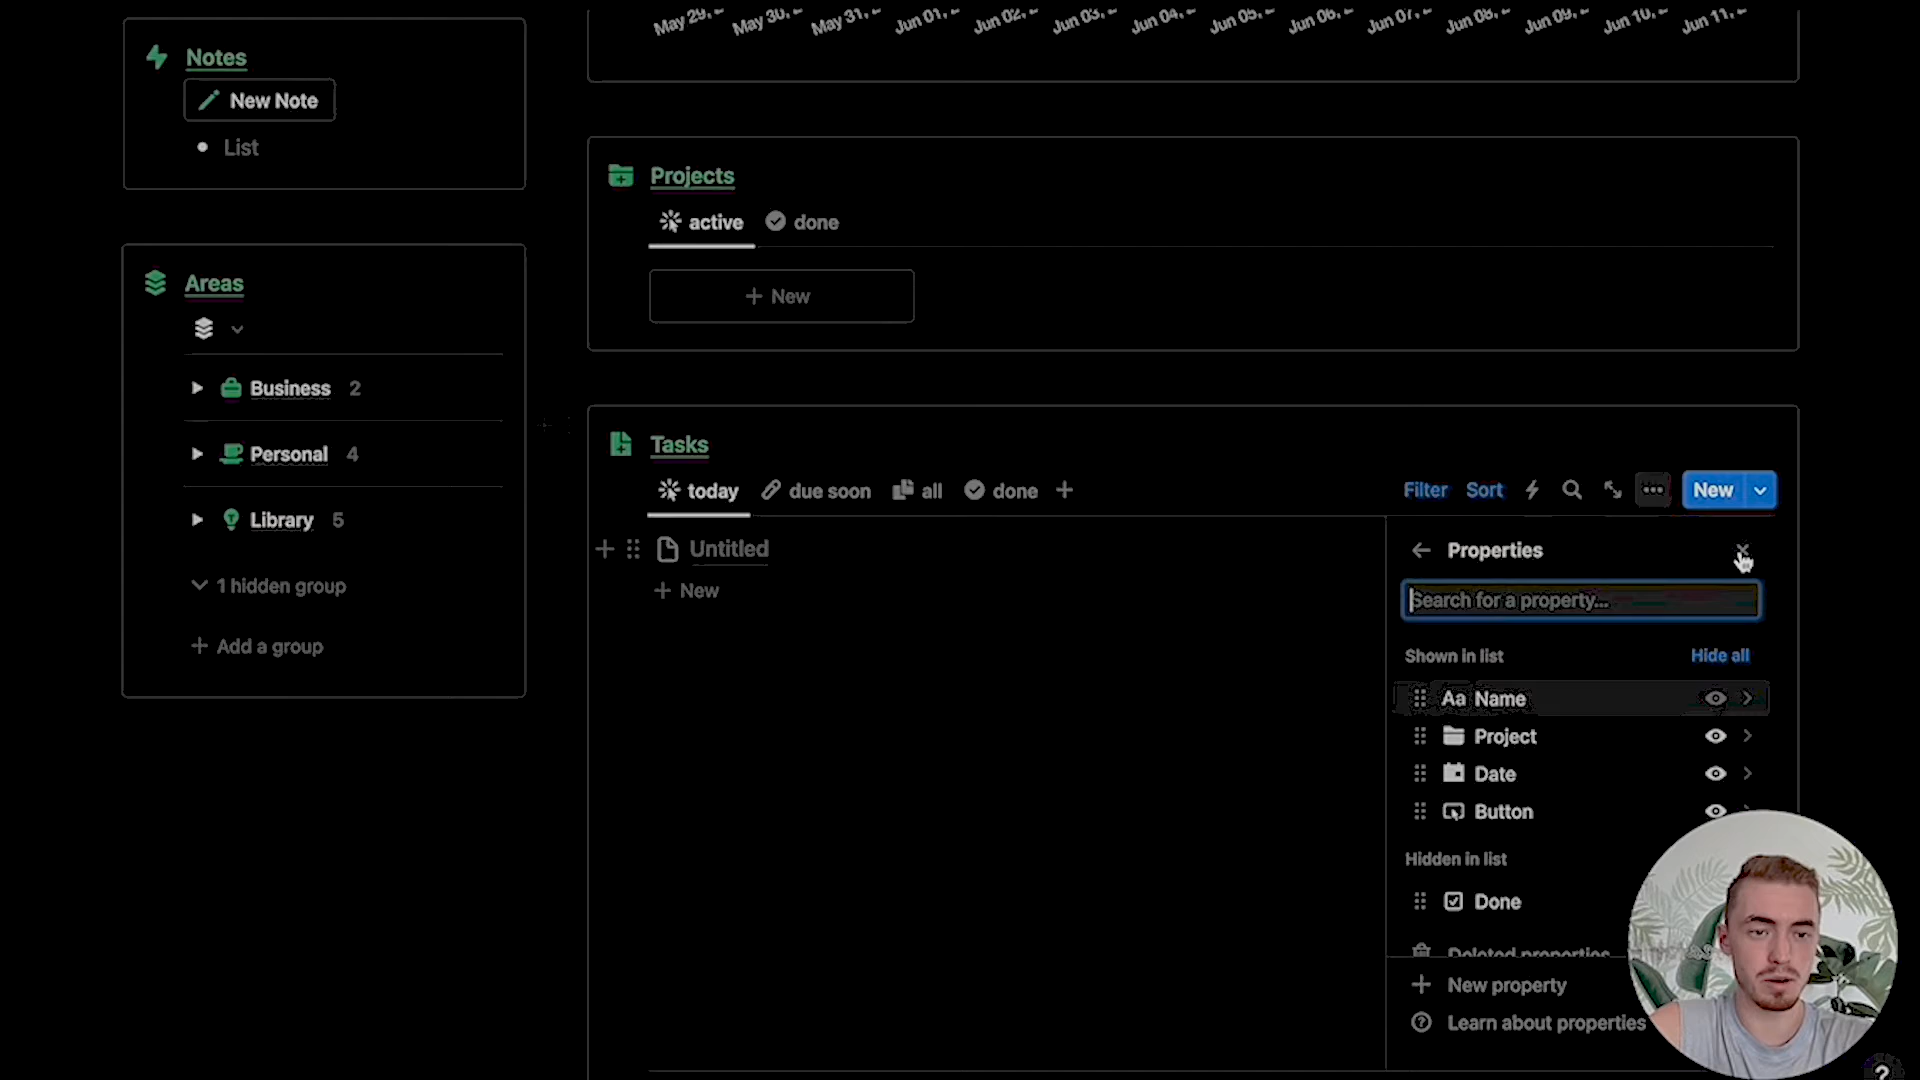 Notes
New Note
List
Areas
Business 2
Personal 4
Library 5
1 hidden group
Add a group
May 29, May 30, May 31, Jun 01, Jun 02, Jun 03, Jun 04, Jun 05, Jun 06, Jun 07, Jun 08, Jun 09, Jun 10, Jun 11,
Projects
active done
+ New
Tasks
today due soon all done +
Filter Sort New
Untitled
+ New
Properties
Search for a property...
Shown in list Hide all
Aa Name
Project
Date
Button
Hidden in list
Done
Deleted properties
+ New property
Learn about properties
?